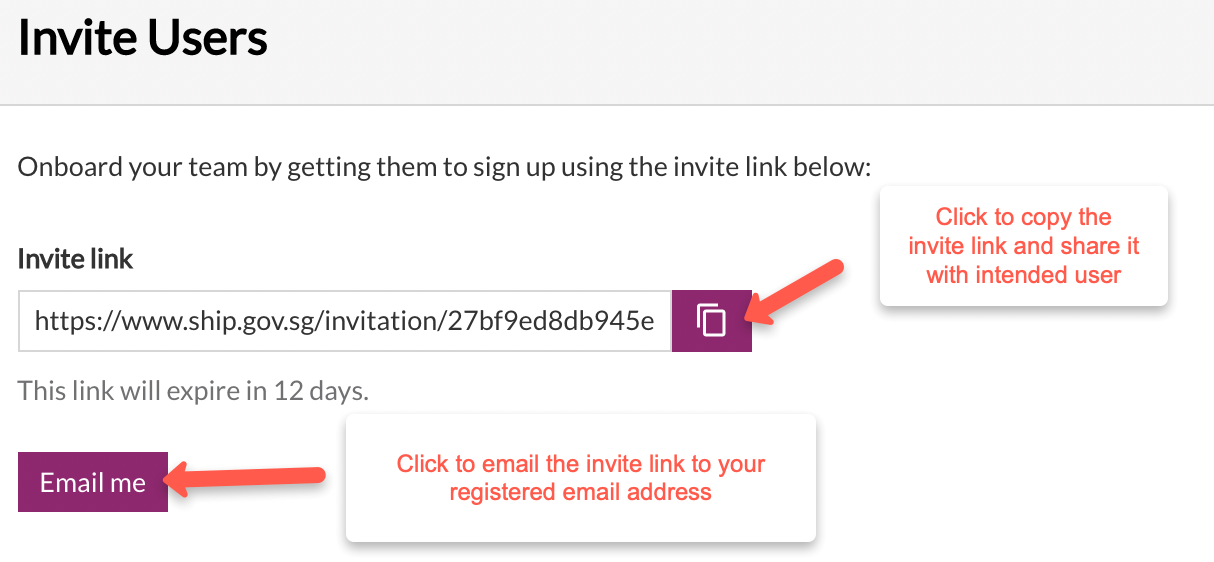 Invite Users
Onboard your team by getting them to sign up using the invite link below:
Click to copy the
invite link and share it
with intended user
Invite link
https://www.ship.gov.sg/invitation/27bf9ed8db945e
This link will expire in 12 days.
Email me
Click to email the invite link to your
registered email address